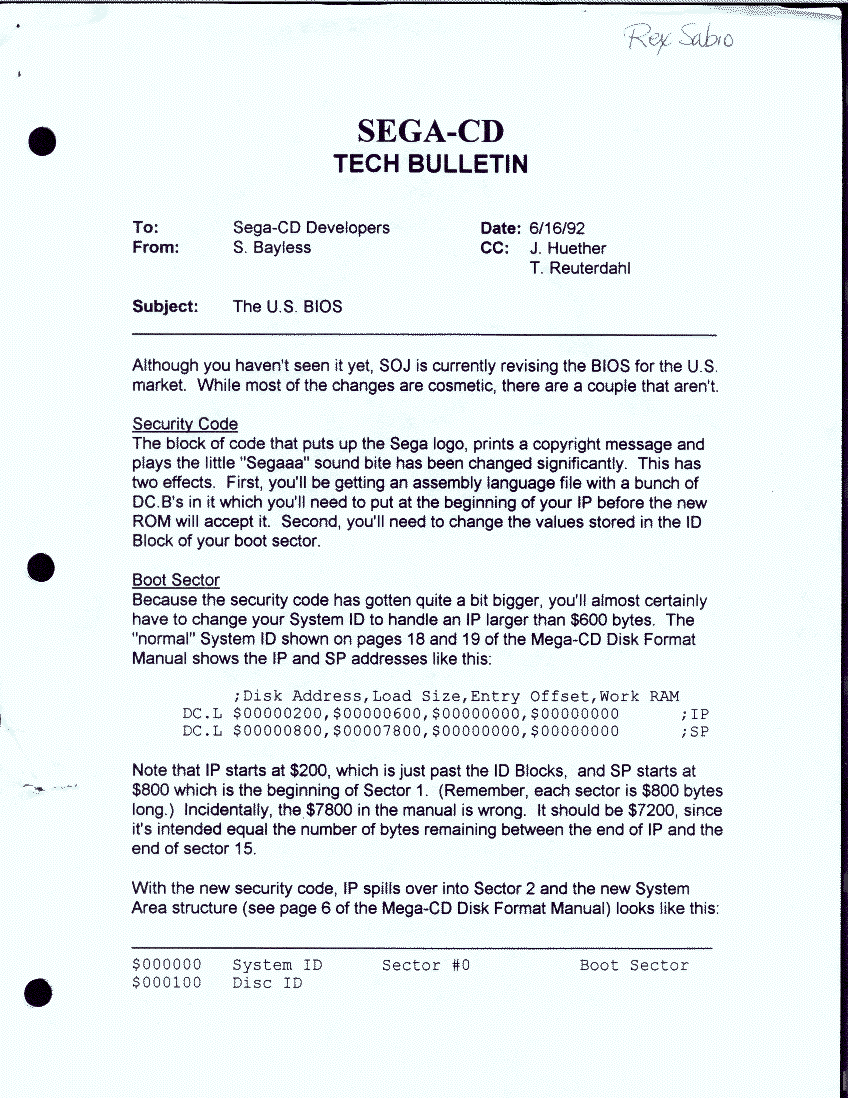 Rex Sabio
SEGA-CD
TECH BULLETIN
To: Sega-CD Developers Date: 6/16/92
From: S. Bayless CC: J. Huether
T. Reuterdahl
Subject: The U.S. BIOS
Although you haven't seen it yet, SOJ is currently revising the BIOS for the U.S.
market. While most of the changes are cosmetic, there are a couple that aren't.
Security Code
The block of code that puts up the Sega logo, prints a copyright message and
plays the little "Segaaa" sound bite has been changed significantly. This has
two effects. First, you'll be getting an assembly language file with a bunch of
DC.B's in it which you'll need to put at the beginning of your IP before the new
ROM will accept it. Second, you'll need to change the values stored in the ID
Block of your boot sector.
Boot Sector
Because the security code has gotten quite a bit bigger, you'll almost certainly
have to change your System ID to handle an IP larger than $600 bytes. The
"normal" System ID shown on pages 18 and 19 of the Mega-CD Disk Format
Manual shows the IP and SP addresses like this:
;Disk Address,Load Size,Entry Offset,Work RAM
DC.L $00000200,$00000600,$00000000,$00000000 ;IP
DC.L $00000800,$00007800,$00000000,$00000000 ;SP
Note that IP starts at $200, which is just past the ID Blocks, and SP starts at
$800 which is the beginning of Sector 1. (Remember, each sector is $800 bytes
long.) Incidentally, the $7800 in the manual is wrong. It should be $7200, since
it's intended equal the number of bytes remaining between the end of IP and the
end of sector 15.
With the new security code, IP spills over into Sector 2 and the new System
Area structure (see page 6 of the Mega-CD Disk Format Manual) looks like this:
$000000 System ID Sector #0 Boot Sector
$000100 Disc ID